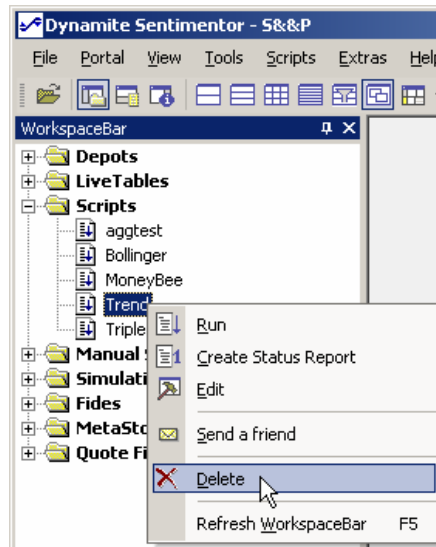 Dynamite Sentimentor - S&&P
File Portal View Tools Scripts Extras Help
WorkspaceBar
Depots
LiveTables
Scripts
aggtest
Bollinger
MoneyBee
Trend
Triple
Manual
Simulati
Fides
MetaSto
Quote Fi
Run
Create Status Report
Edit
Send a friend
Delete
Refresh WorkspaceBar F5